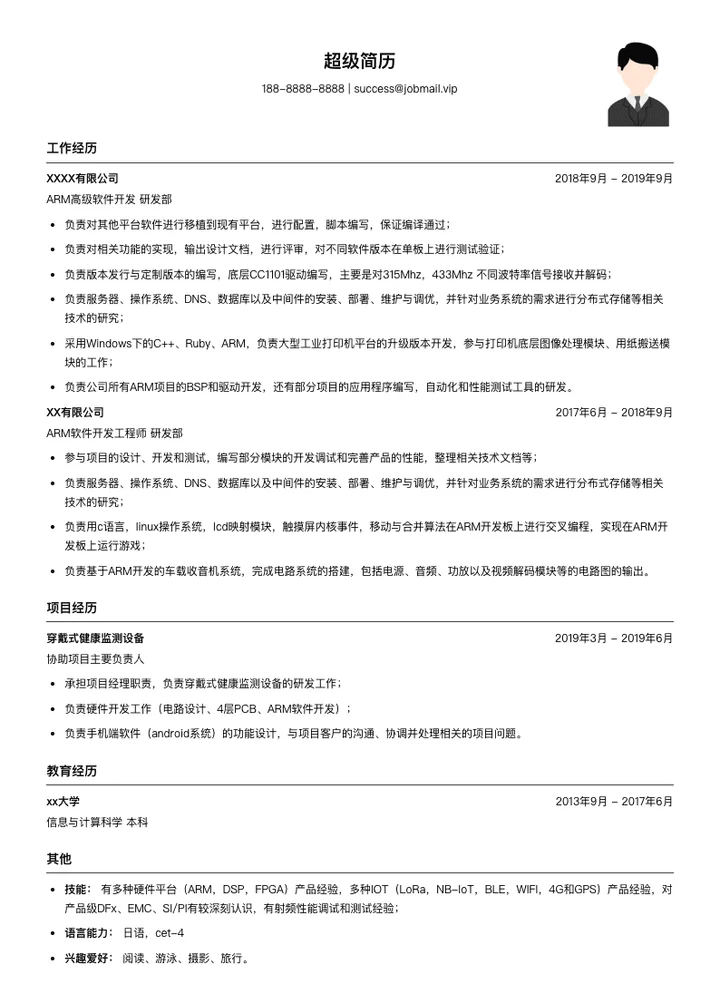 超级简历
188-8888-8888 | success@jobmail.vip
工作经历
XXXX有限公司 2018年9月 - 2019年9月
ARM高级软件开发 研发部
• 负责对其他平台软件进行移植到现有平台，进行配置，脚本编写，保证编译通过；
• 负责对相关功能的实现，输出设计文档，进行评审，对不同软件版本在单板上进行测试验证；
• 负责版本发行与定制版本的编写，底层CC1101驱动编写，主要是对315Mhz，433Mhz 不同波特率信号接收并解码；
• 负责服务器、操作系统、DNS、数据库以及中间件的安装、部署、维护与调优，并针对业务系统的需求进行分布式存储等相关
技术的研究；
• 采用Windows下的C++、Ruby、ARM，负责大型工业打印机平台的升级版本开发，参与打印机底层图像处理模块、用纸搬送模
块的工作；
• 负责公司所有ARM项目的BSP和驱动开发，还有部分项目的应用程序编写，自动化和性能测试工具的研发。
XX有限公司 2017年6月 - 2018年9月
ARM软件开发工程师 研发部
• 参与项目的设计、开发和测试，编写部分模块的开发调试和完善产品的性能，整理相关技术文档等；
• 负责服务器、操作系统、DNS、数据库以及中间件的安装、部署、维护与调优，并针对业务系统的需求进行分布式存储等相关
技术的研究；
• 负责用c语言，linux操作系统，lcd映射模块，触摸屏内核事件，移动与合并算法在ARM开发板上进行交叉编程，实现在ARM开
发板上运行游戏；
• 负责基于ARM开发的车载收音机系统，完成电路系统的搭建，包括电源、音频、功放以及视频解码模块等的电路图的输出。
项目经历
穿戴式健康监测设备 2019年3月 - 2019年6月
协助项目主要负责人
• 承担项目经理职责，负责穿戴式健康监测设备的研发工作；
• 负责硬件开发工作（电路设计、4层PCB、ARM软件开发）；
• 负责手机端软件（android系统）的功能设计，与项目客户的沟通、协调并处理相关的项目问题。
教育经历
xx大学 2013年9月 - 2017年6月
信息与计算科学 本科
其他
• 技能： 有多种硬件平台（ARM，DSP，FPGA）产品经验，多种IOT（LoRa，NB-IoT，BLE，WIFI，4G和GPS）产品经验，对
产品级DFx、EMC、SI/PI有较深刻认识，有射频性能调试和测试经验；
• 语言能力： 日语，cet-4
• 兴趣爱好： 阅读、游泳、摄影、旅行。